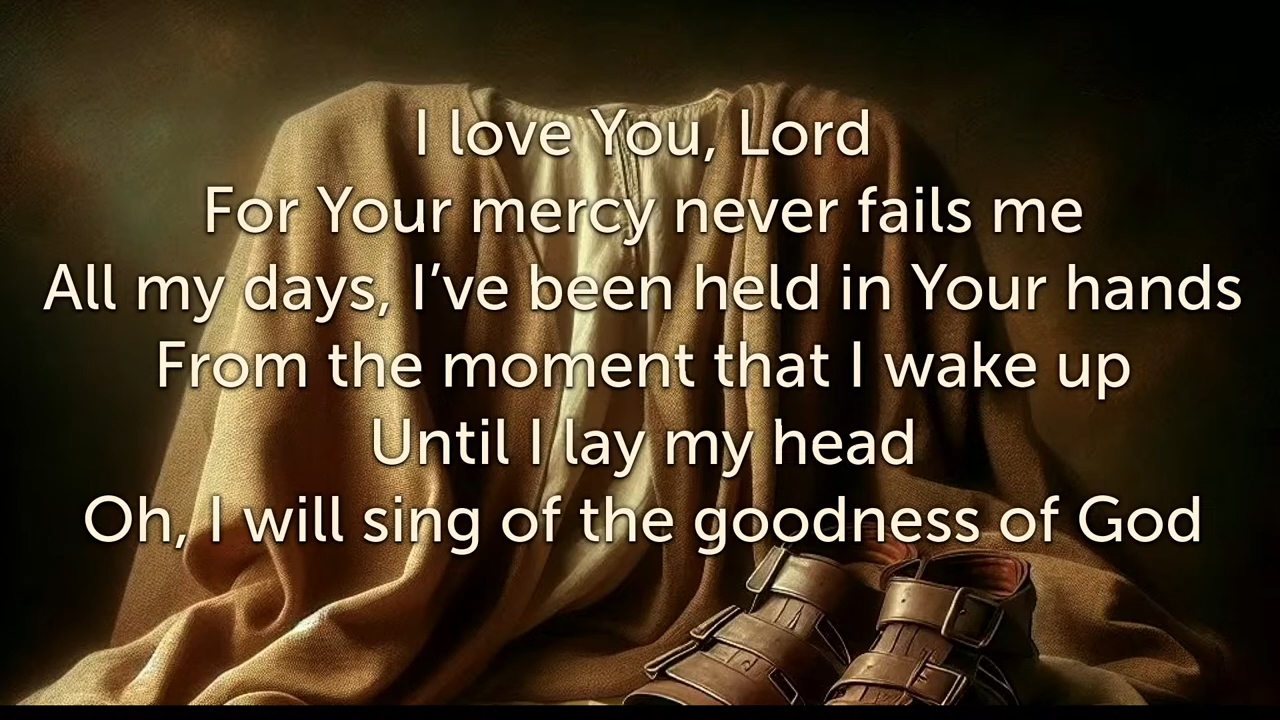 I love You, Lord
For Your mercy never fails me
All my days, I’ve been held in Your hands
From the moment that I wake up
Until I lay my head
Oh, I will sing of the goodness of God